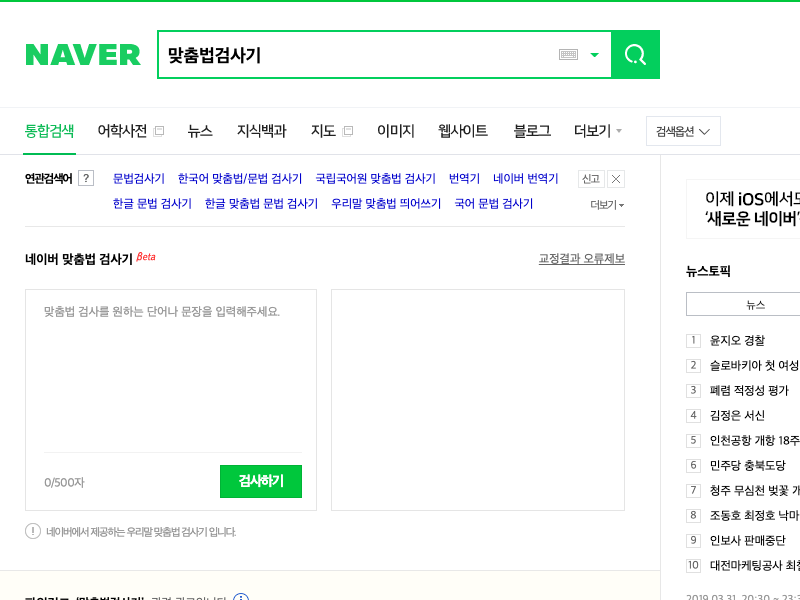 NAVER
맞춤법검사기
통합검색 어학사전 뉴스 지식백과 지도 이미지 웹사이트 블로그 더보기 검색옵션
연관검색어 ? 문법검사기 한국어 맞춤법/문법 검사기 국립국어원 맞춤법 검사기 번역기 네이버 번역기 신고
한글 문법 검사기 한글 맞춤법 문법 검사기 우리말 맞춤법 띄어쓰기 국어 문법 검사기 더보기
네이버 맞춤법 검사기 βeta 교정결과 오류제보
맞춤법 검사를 원하는 단어나 문장을 입력해주세요.
0/500자 검사하기
네이버에서 제공하는 우리말 맞춤법 검사기 입니다.
이제 iOS에서도
'새로운 네이버'
뉴스토픽
뉴스
1 윤지오 경찰
2 슬로바키아 첫 여성
3 폐렴 적정성 평가
4 김정은 서신
5 인천공항 개항 18주
6 민주당 충북도당
7 청주 무심천 벚꽃
8 조동호 최정호 낙마
9 인보사 판매중단
10 대전마케팅공사